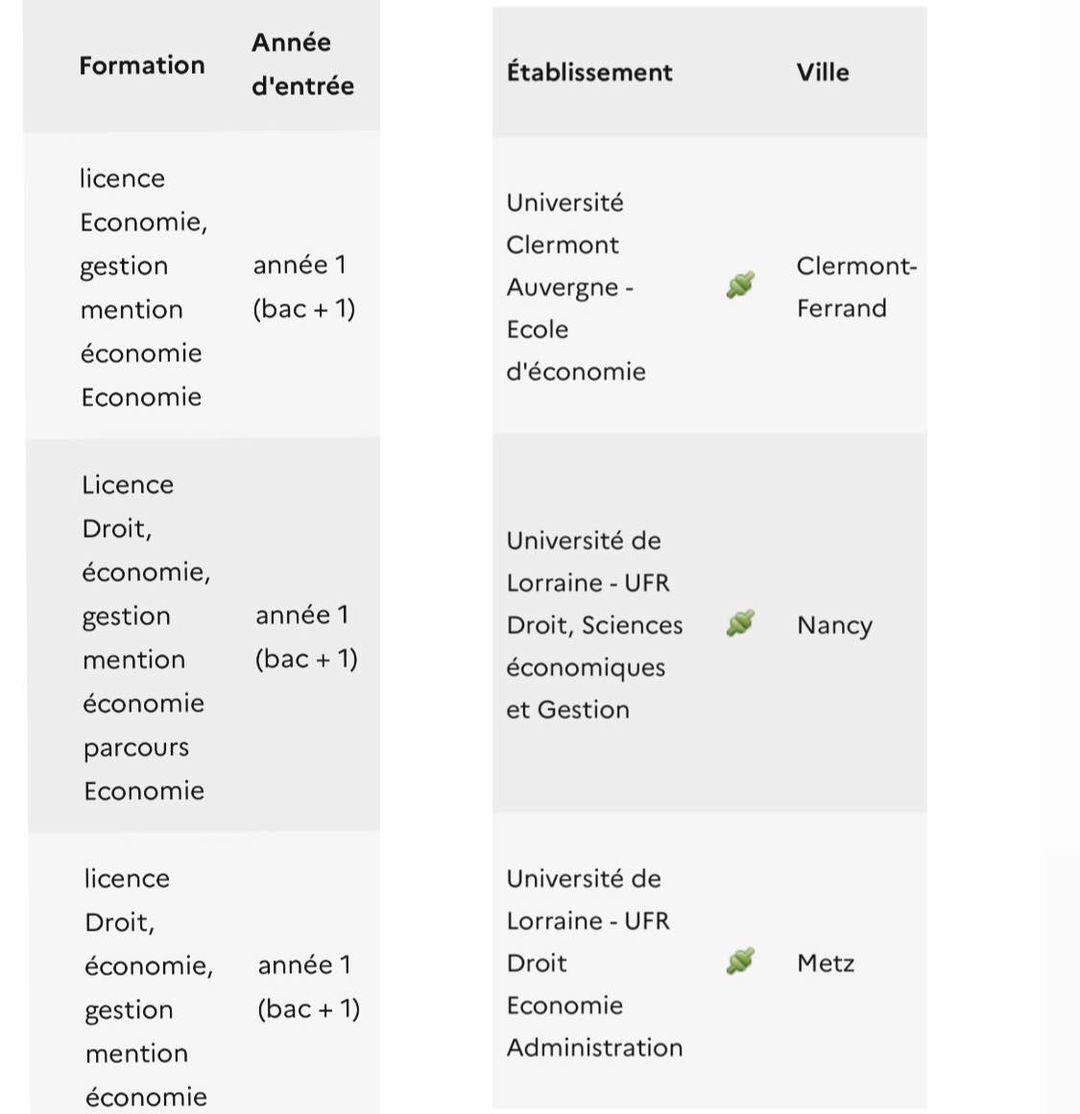 Formation
Année
d'entrée
licence
Economie,
gestion
mention
économie
Economie
année 1
(bac + 1)
Licence
Droit,
économie,
gestion
mention
économie
parcours
Economie
année 1
(bac + 1)
licence
Droit,
économie,
gestion
mention
économie
année 1
(bac + 1)
Établissement
Ville
Université
Clermont
Auvergne -
Ecole
d'économie
Clermont-
Ferrand
Université de
Lorraine - UFR
Droit, Sciences
économiques
et Gestion
Nancy
Université de
Lorraine - UFR
Droit
Economie
Administration
Metz